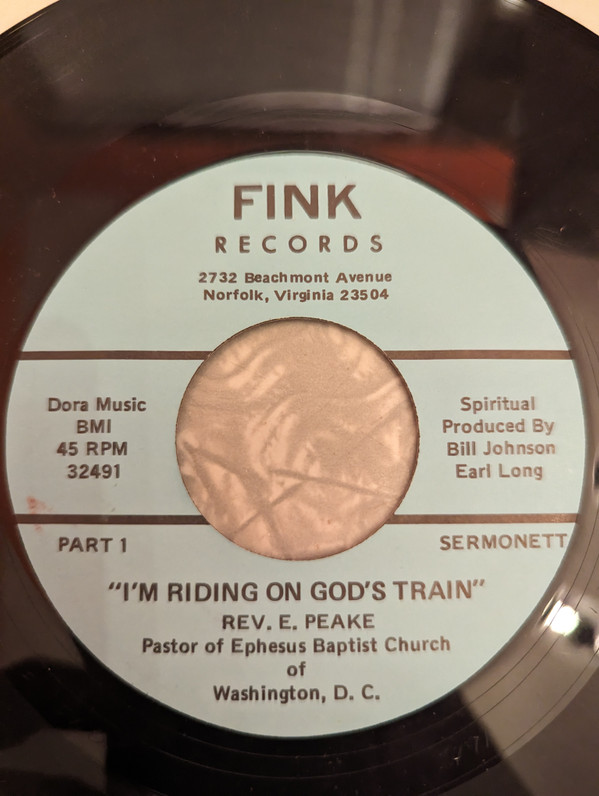 FINK
RECORDS
2732 Beachmont Avenue
Norfolk, Virginia 23504
Dora Music
BMI
45 RPM
32491
Spiritual
Produced By
Bill Johnson
Earl Long
PART 1
SERMONETT
"I'M RIDING ON GOD'S TRAIN"
REV. E. PEAKE
Pastor of Ephesus Baptist Church
of
Washington, D. C.